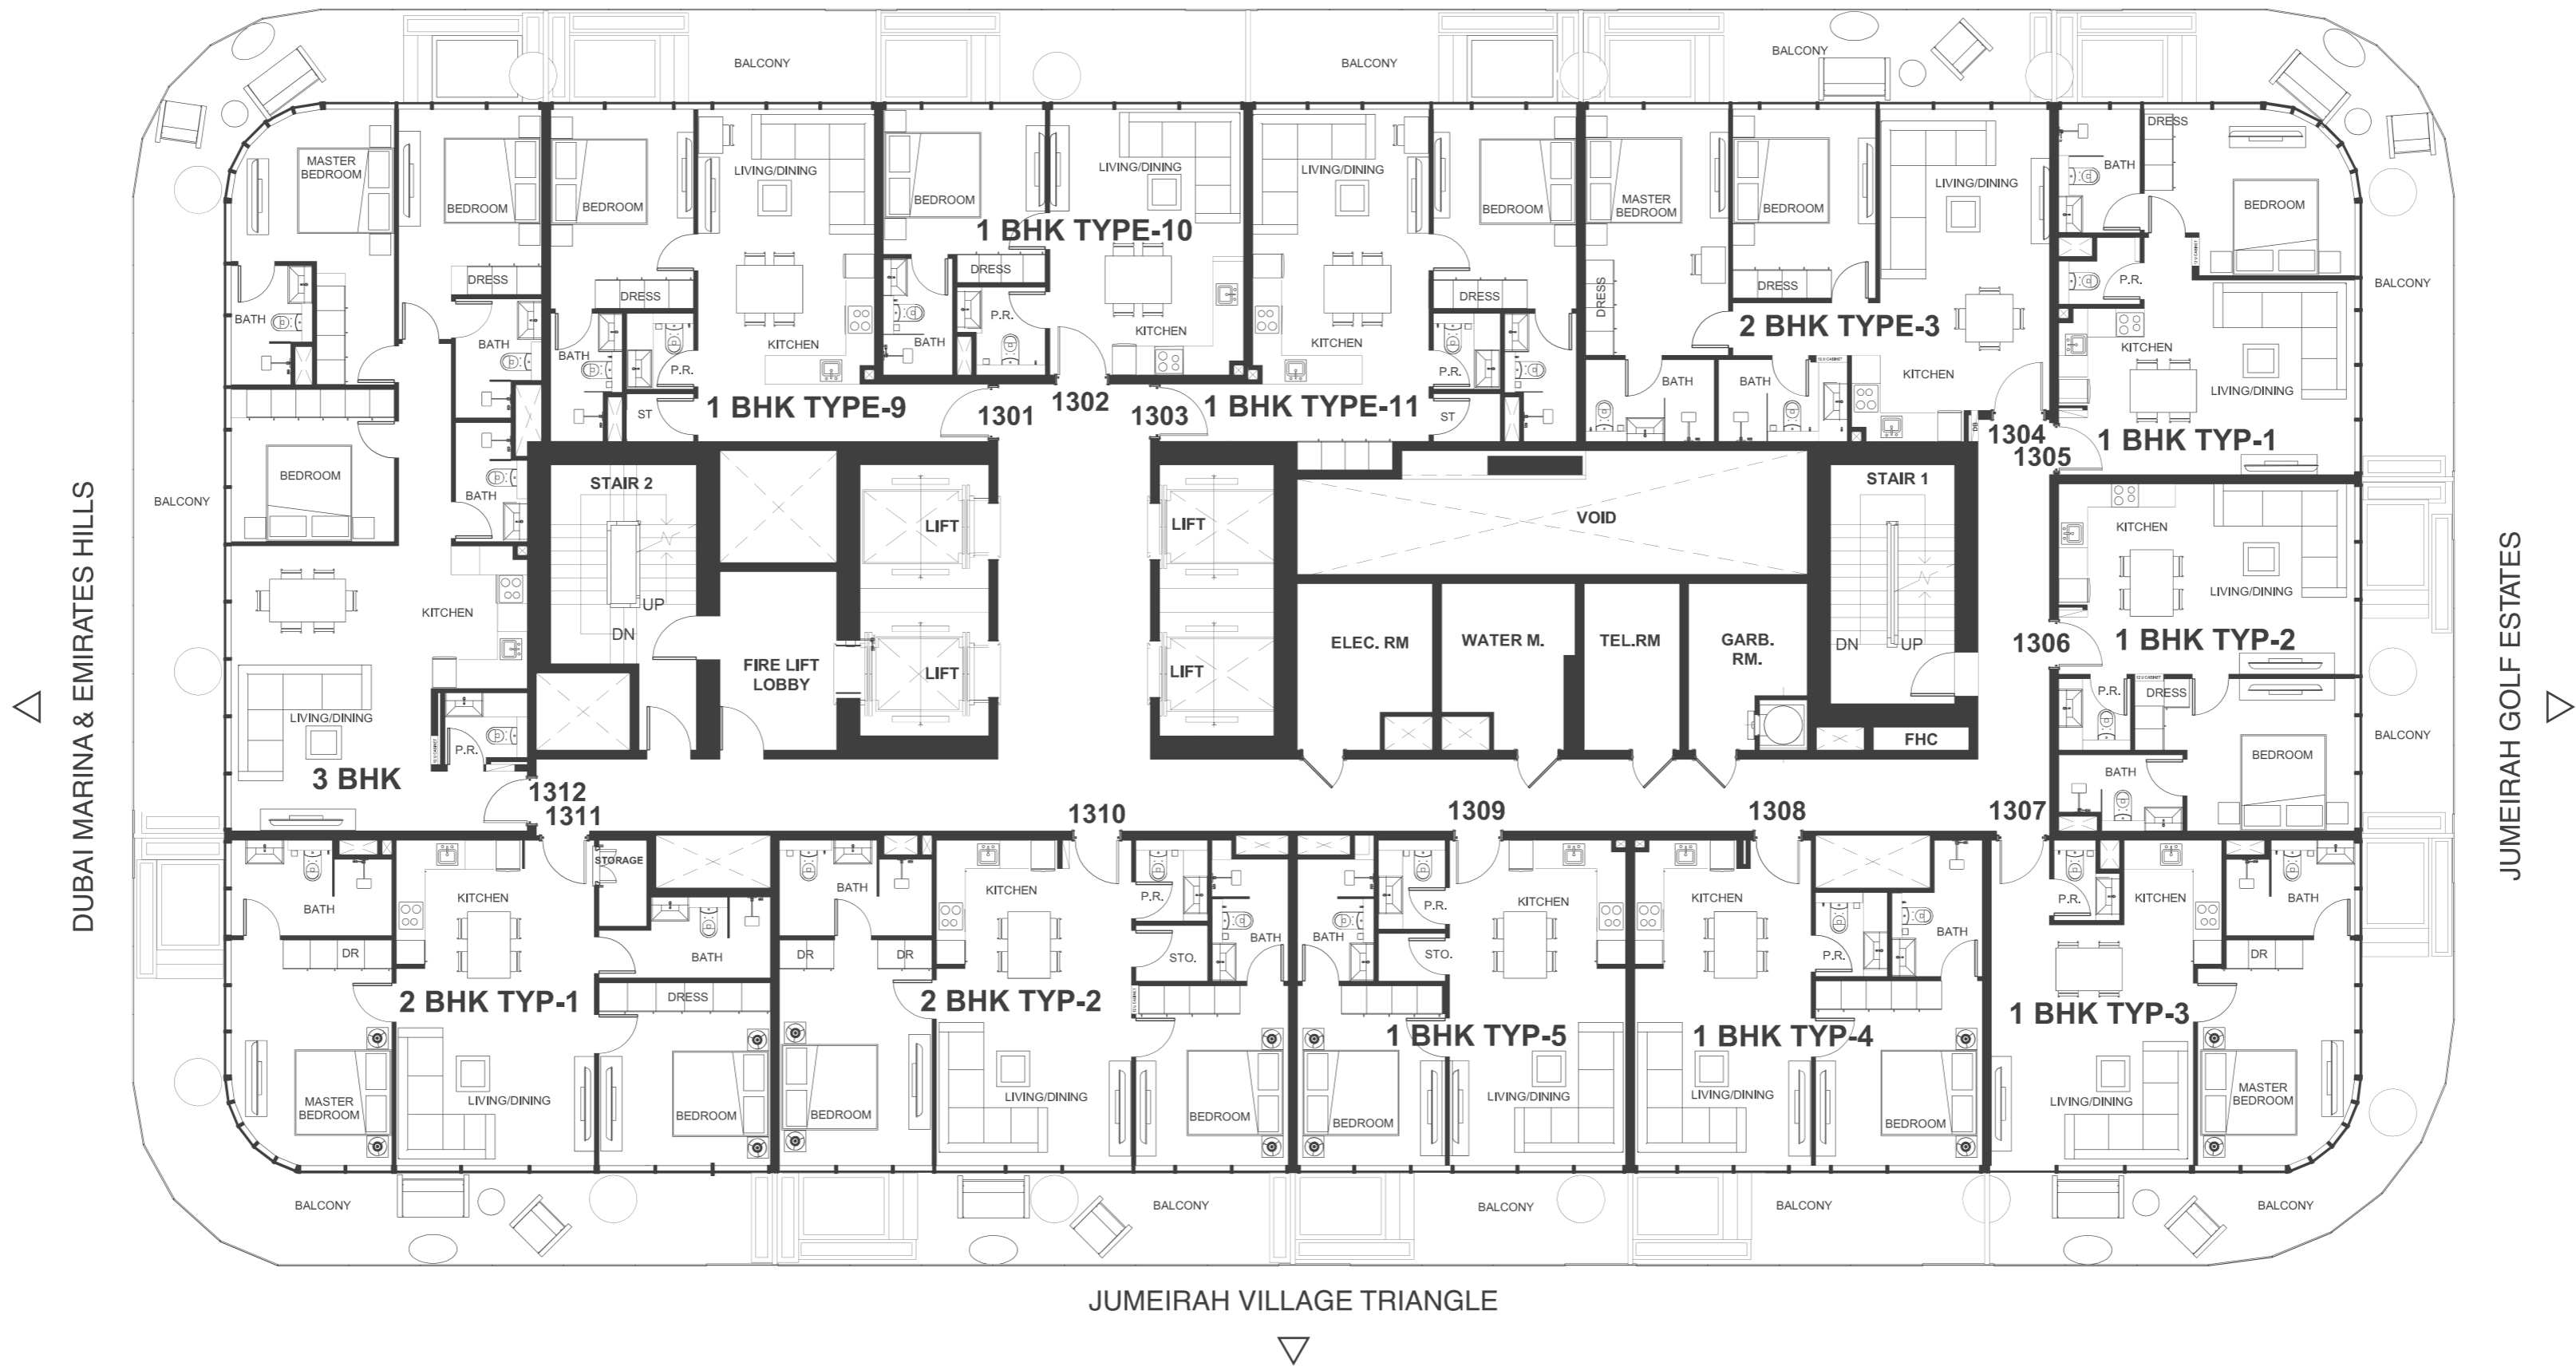 BALCONY
BALCONY
BALCONY
MASTER
BEDROOM
BEDROOM
DRESS
BATH
BATH
BEDROOM
BATH
BALCONY
KITCHEN
LIVING/DINING
P.R.
3 BHK
1312
BEDROOM
DRESS
BATH
P.R.
ST
LIVING/DINING
KITCHEN
1 BHK TYPE-9
1301
BEDROOM
LIVING/DINING
1 BHK TYPE-10
DRESS
P.R.
BATH
KITCHEN
1302
LIVING/DINING
KITCHEN
BEDROOM
DRESS
P.R.
ST
1 BHK TYPE-11
1303
MASTER
BEDROOM
DRESS
BEDROOM
DRESS
LIVING/DINING
2 BHK TYPE-3
BATH
BATH
12 U CABINET
KITCHEN
DB
1304
DRESS
BATH
BEDROOM
P.R.
KITCHEN
LIVING/DINING
1 BHK TYP-1
1305
BALCONY
KITCHEN
LIVING/DINING
1306
1 BHK TYP-2
P.R.
12 U CABINET
DRESS
BEDROOM
BATH
BALCONY
STAIR 2
UP
DN
FIRE LIFT
LOBBY
LIFT
LIFT
LIFT
LIFT
VOID
ELEC. RM
WATER M.
TEL.RM
GARB.
RM.
STAIR 1
DN
UP
FHC
1311
BATH
DR
KITCHEN
STORAGE
BATH
DRESS
2 BHK TYP-1
MASTER
BEDROOM
LIVING/DINING
BEDROOM
BALCONY
1310
BATH
DR
DR
KITCHEN
P.R.
STO.
BATH
2 BHK TYP-2
BEDROOM
LIVING/DINING
BEDROOM
BALCONY
1309
BATH
P.R.
STO.
KITCHEN
1 BHK TYP-5
BEDROOM
LIVING/DINING
BALCONY
1308
KITCHEN
P.R.
BATH
1 BHK TYP-4
LIVING/DINING
BEDROOM
BALCONY
1307
P.R.
KITCHEN
BATH
DR
1 BHK TYP-3
LIVING/DINING
MASTER
BEDROOM
BALCONY
DUBAI MARINA & EMIRATES HILLS
JUMEIRAH GOLF ESTATES
JUMEIRAH VILLAGE TRIANGLE